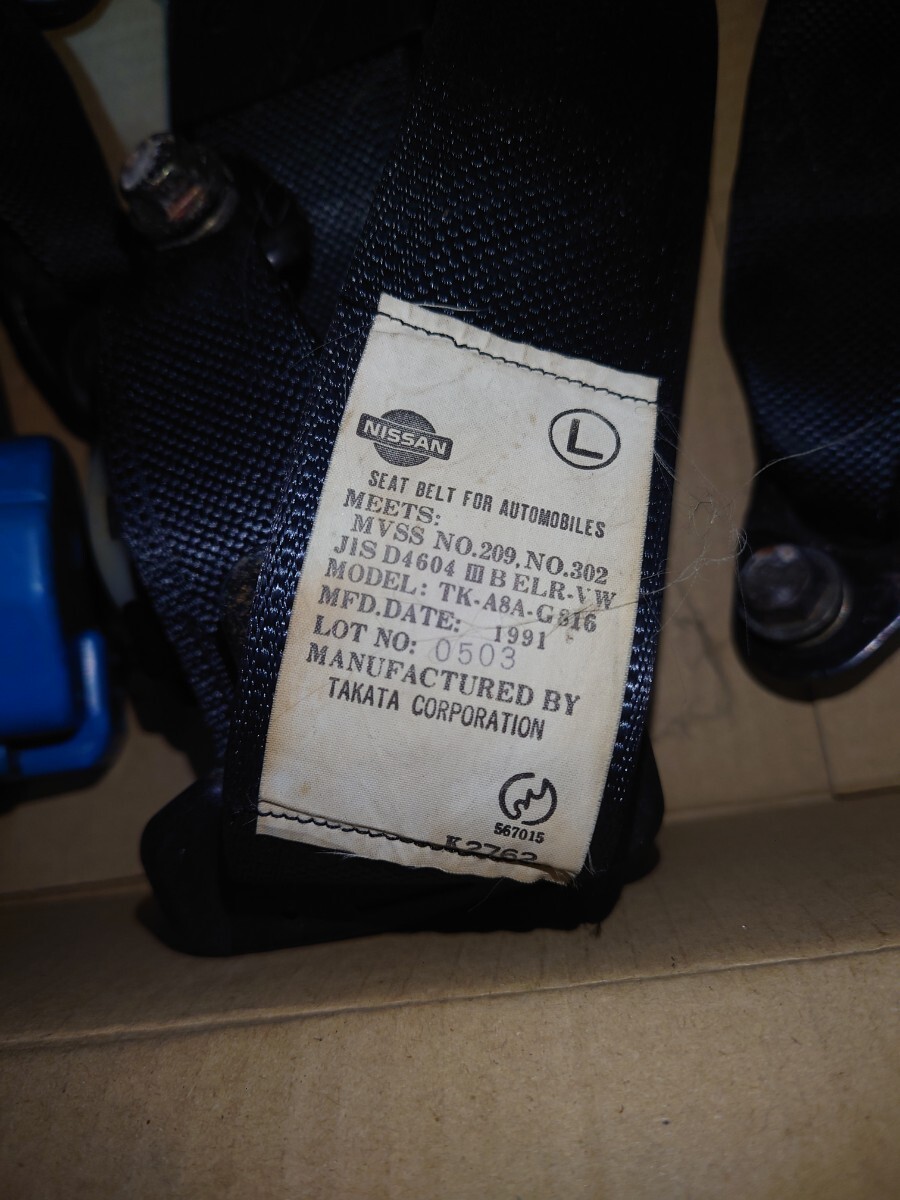 NISSAN
L
SEAT BELT FOR AUTOMOBILES
MEETS:
MVSS NO.209, NO.302
JIS D4604 III B ELR-VW
MODEL: TK-A8A-G816
MFD.DATE: 1991
LOT NO: 0503
MANUFACTURED BY
TAKATA CORPORATION
567015
K2762